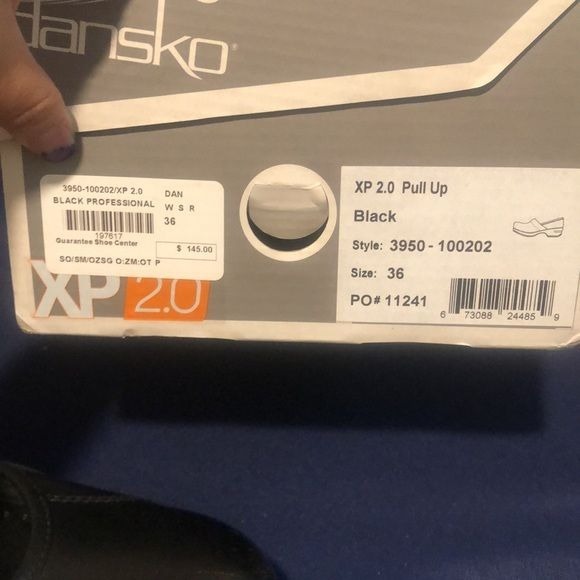 dansko®
3950-100202/XP 2.0 DAN
BLACK PROFESSIONAL W S R
36
197617
Guarantee Shoe Center
$ 145.00
SO/SM/OZSG O:ZM:OT P
XP 2.0
XP 2.0 Pull Up
Black
Style: 3950 - 100202
Size: 36
PO# 11241
6 73088 24485 9